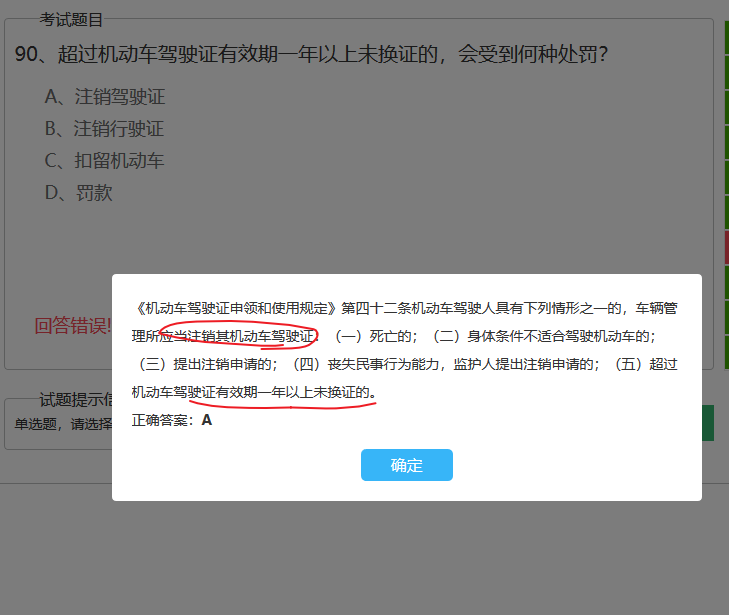 考试题目
90、超过机动车驾驶证有效期一年以上未换证的，会受到何种处罚？
A、注销驾驶证
B、注销行驶证
C、扣留机动车
D、罚款
回答错误!
《机动车驾驶证申领和使用规定》第四十二条机动车驾驶人具有下列情形之一的，车辆管
理所应当注销其机动车驾驶证：（一）死亡的；（二）身体条件不适合驾驶机动车的；
（三）提出注销申请的；（四）丧失民事行为能力，监护人提出注销申请的；（五）超过
机动车驾驶证有效期一年以上未换证的。
正确答案：A
确定
试题提示信
单选题，请选择